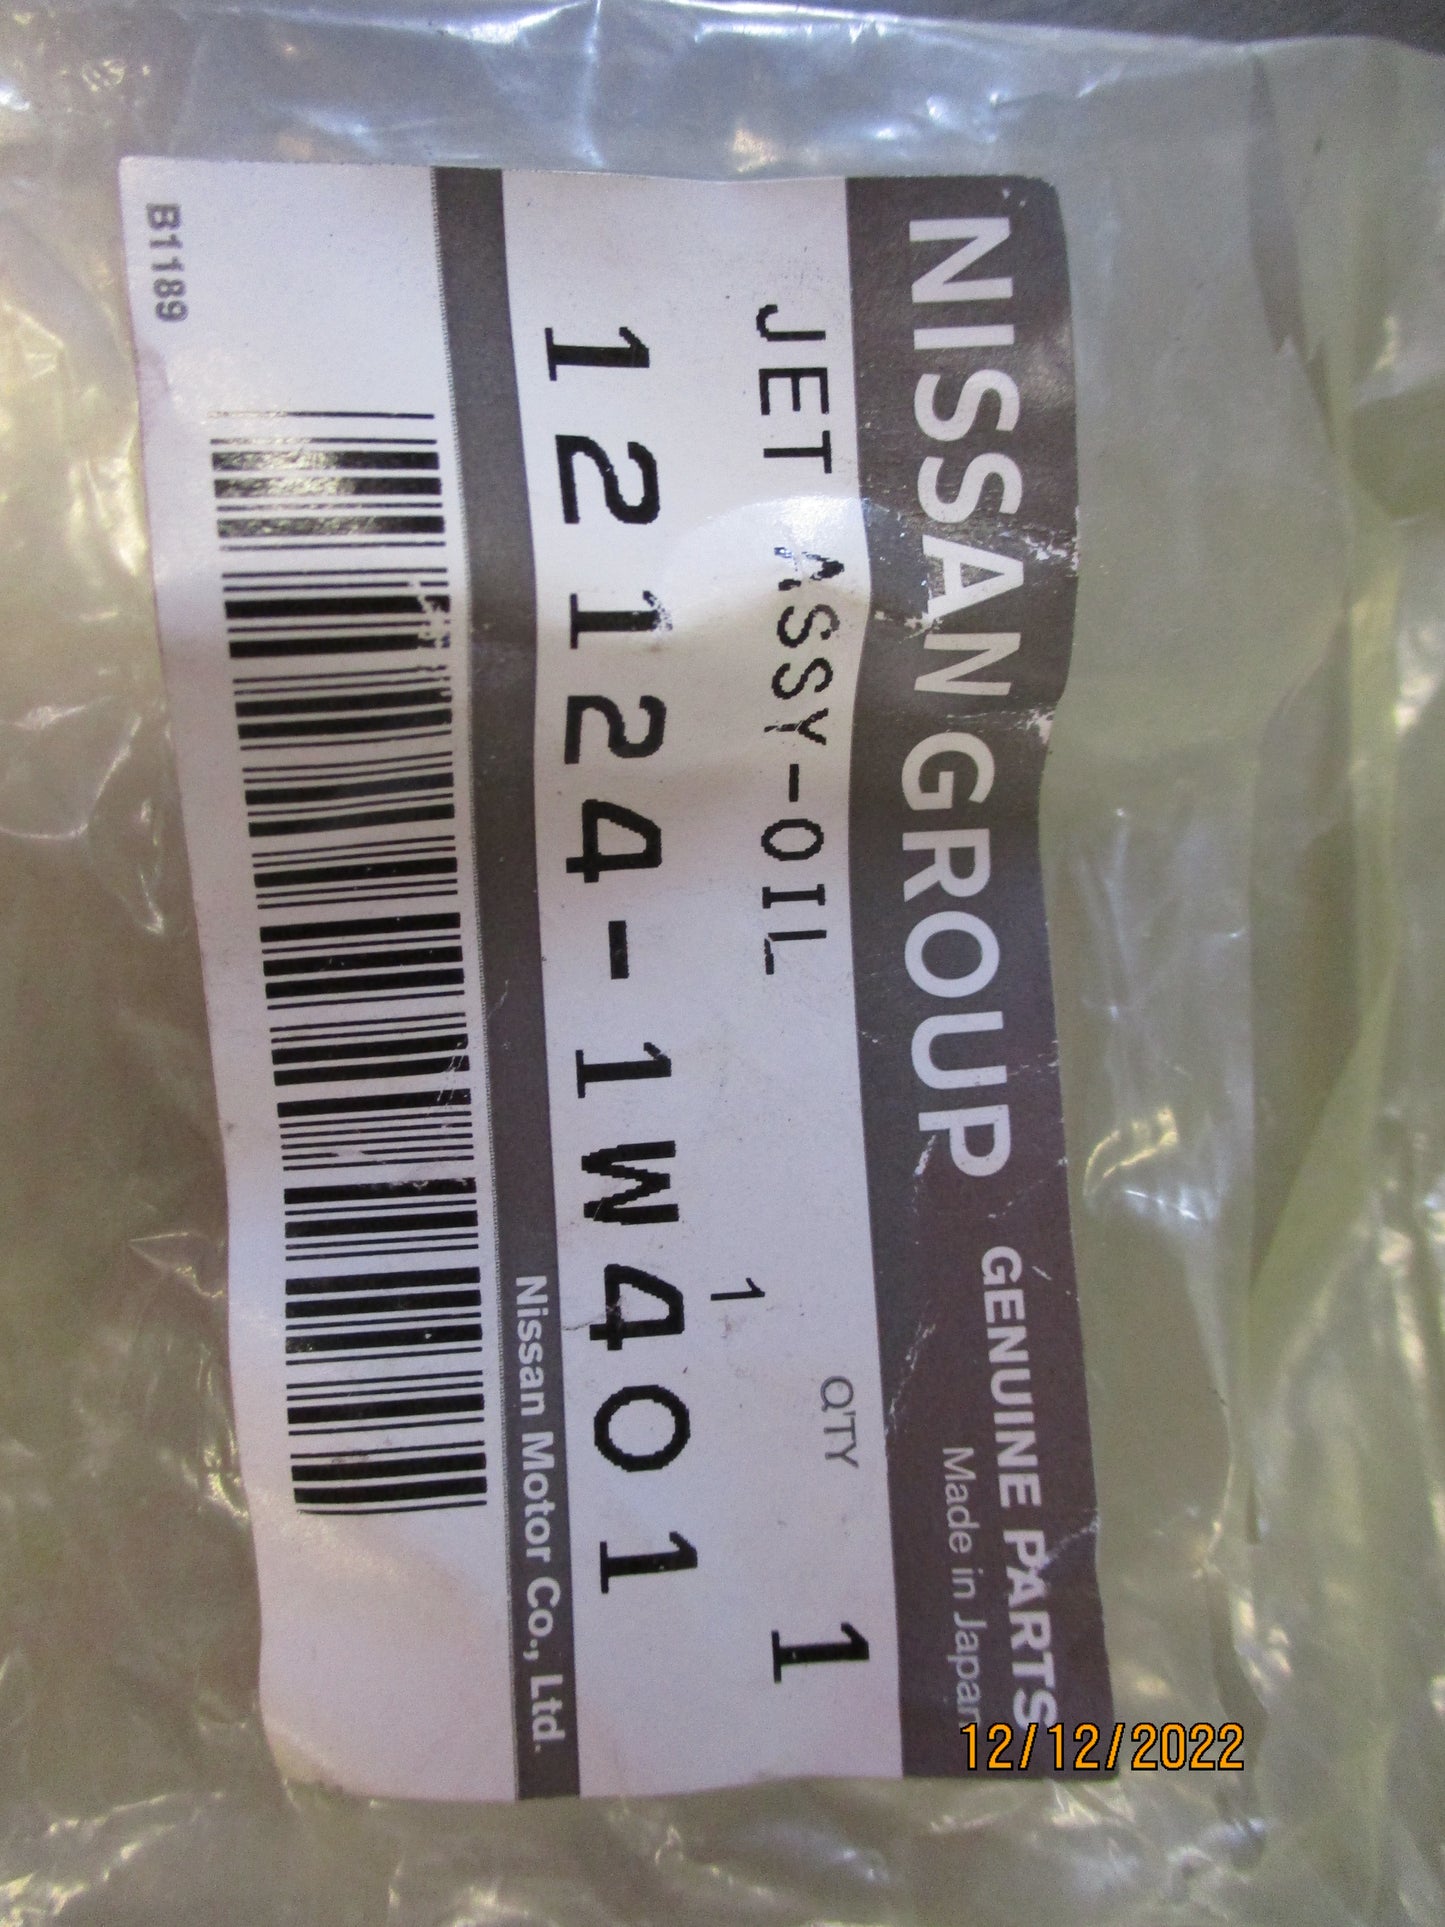 NISSAN GROUP GENUINE PARTS
Made in Japan
JET ASSY-OIL
Q'TY 1
1
12124-1W401
Nissan Motor Co., Ltd.
B1189
12/12/2022